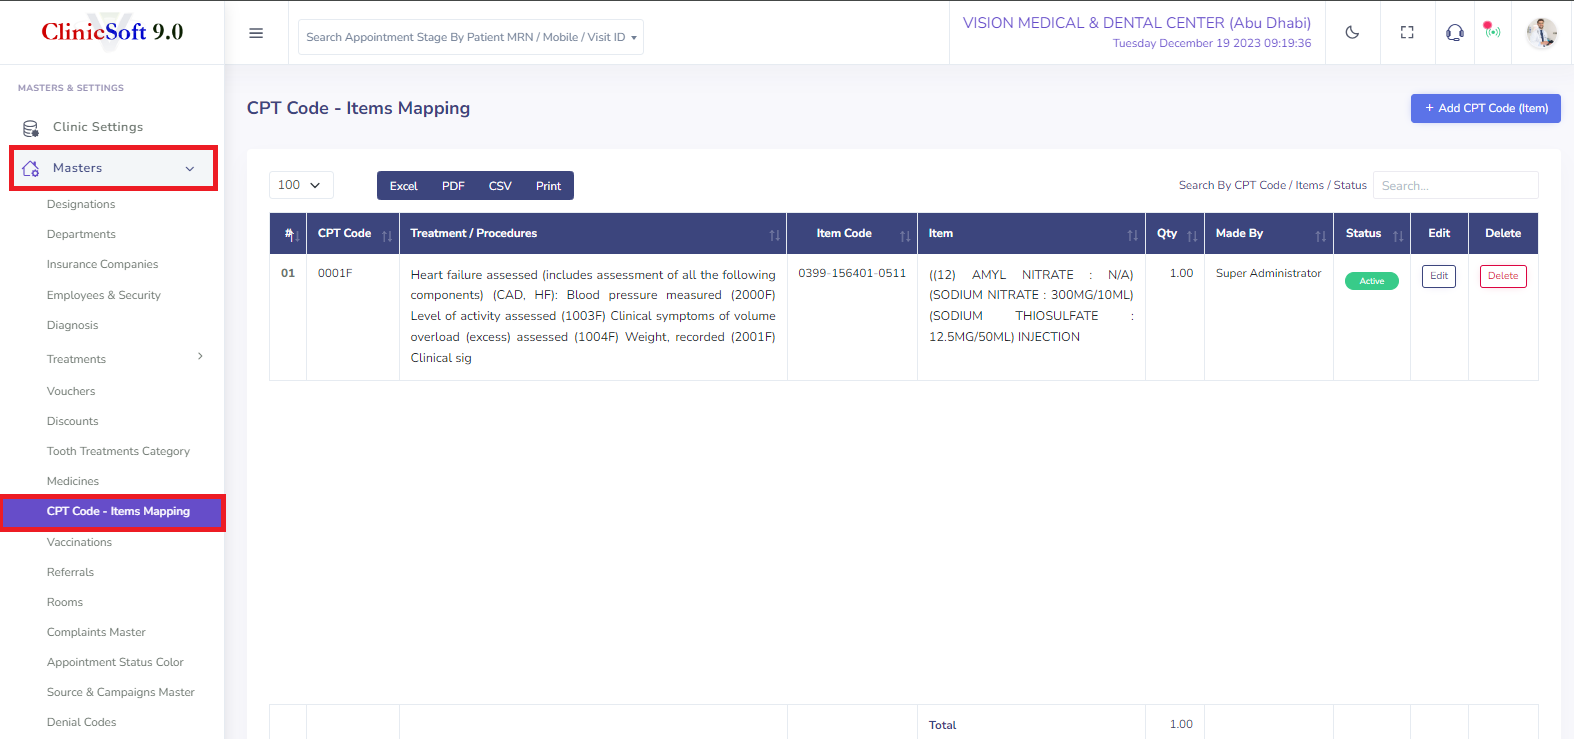 ClinicSoft 9.0
Search Appointment Stage By Patient MRN / Mobile / Visit ID
VISION MEDICAL & DENTAL CENTER (Abu Dhabi)
Tuesday December 19 2023 09:19:36
MASTERS & SETTINGS
Clinic Settings
Masters
Designations
Departments
Insurance Companies
Employees & Security
Diagnosis
Treatments
Vouchers
Discounts
Tooth Treatments Category
Medicines
CPT Code - Items Mapping
Vaccinations
Referrals
Rooms
Complaints Master
Appointment Status Color
Source & Campaigns Master
Denial Codes
CPT Code - Items Mapping
+ Add CPT Code (Item)
100
Excel PDF CSV Print
Search By CPT Code / Items / Status Search...
# CPT Code Treatment / Procedures Item Code Item Qty Made By Status Edit Delete
01 0001F
Heart failure assessed (includes assessment of all the following
components) (CAD, HF): Blood pressure measured (2000F)
Level of activity assessed (1003F) Clinical symptoms of volume
overload (excess) assessed (1004F) Weight, recorded (2001F)
Clinical sig
0399-156401-0511
((12) AMYL NITRATE : N/A)
(SODIUM NITRATE : 300MG/10ML)
(SODIUM THIOSULFATE :
12.5MG/50ML) INJECTION
1.00 Super Administrator Active Edit Delete
Total 1.00